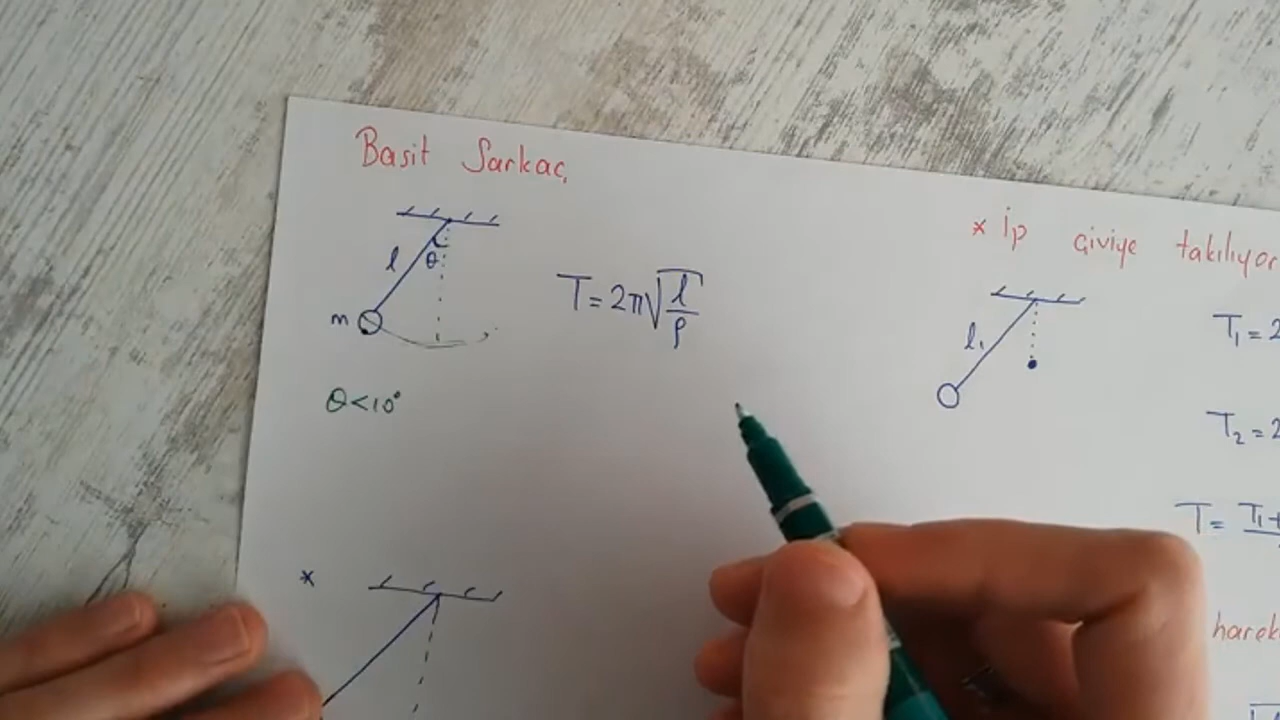 Basit Sarkaç
l
θ
m
T = 2π√l/g
θ<10°
*
* İp çiviye takılıyor
l₁
T₁ = 2
T₂ = 2
T = T₁+
harek